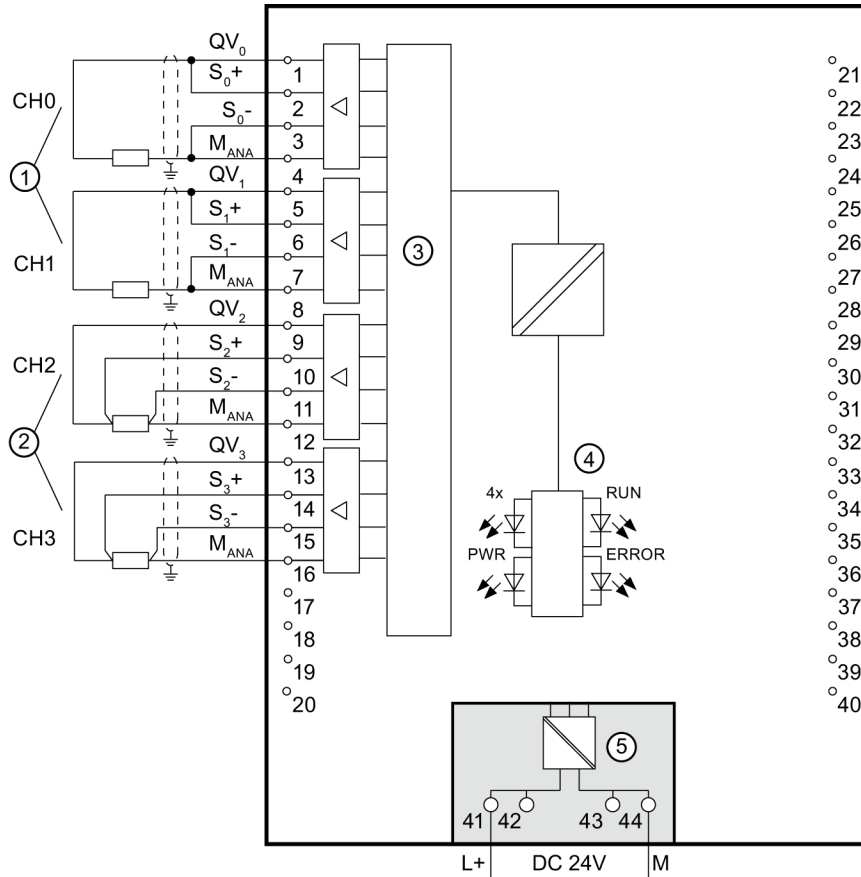 CH0
CH1
1
CH2
CH3
2
QV0
S0+
S0-
MANA
QV1
S1+
S1-
MANA
QV2
S2+
S2-
MANA
QV3
S3+
S3-
MANA
1
2
3
4
5
6
7
8
9
10
11
12
13
14
15
16
17
18
19
20
3
4
4x
RUN
PWR
ERROR
21
22
23
24
25
26
27
28
29
30
31
32
33
34
35
36
37
38
39
40
5
41 42 43 44
L+ DC 24V M